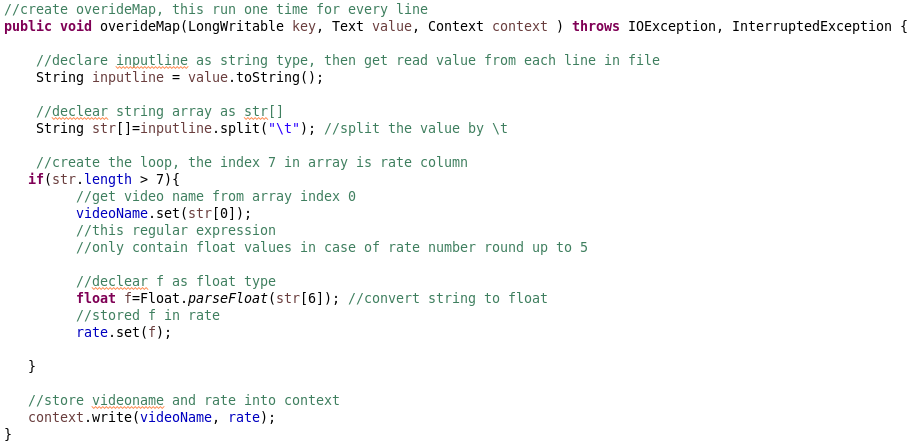 //create overideMap, this run one time for every line
public void overideMap(LongWritable key, Text value, Context context ) throws IOException, InterruptedException {
//declare inputline as string type, then get read value from each line in file
String inputline = value.toString();
//declear string array as str[]
String str[]=inputline.split("\t"); //split the value by \t
//create the loop, the index 7 in array is rate column
if(str.length > 7){
//get video name from array index 0
videoName.set(str[0]);
//this regular expression
//only contain float values in case of rate number round up to 5
//declear f as float type
float f=Float.parseFloat(str[6]); //convert string to float
//stored f in rate
rate.set(f);
}
//store videoname and rate into context
context.write(videoName, rate);
}